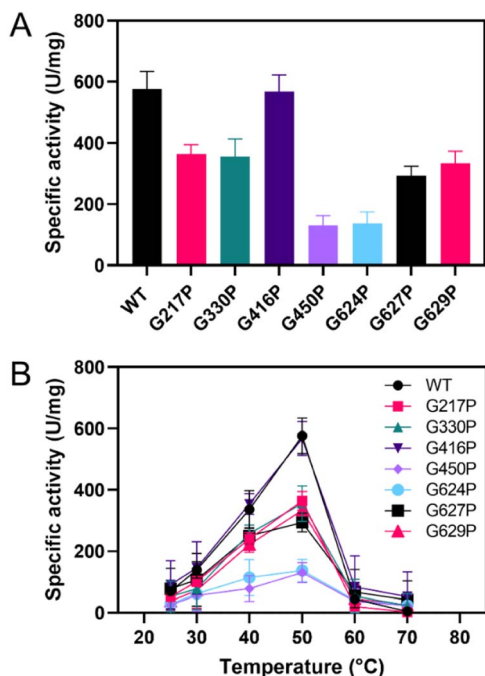 A
Specific activity (U/mg)
800
600
400
200
0
WT
G217P
G330P
G416P
G450P
G624P
G627P
G629P
B
Specific activity (U/mg)
800
600
400
200
0
20
30
40
50
60
70
80
Temperature (°C)
WT
G217P
G330P
G416P
G450P
G624P
G627P
G629P